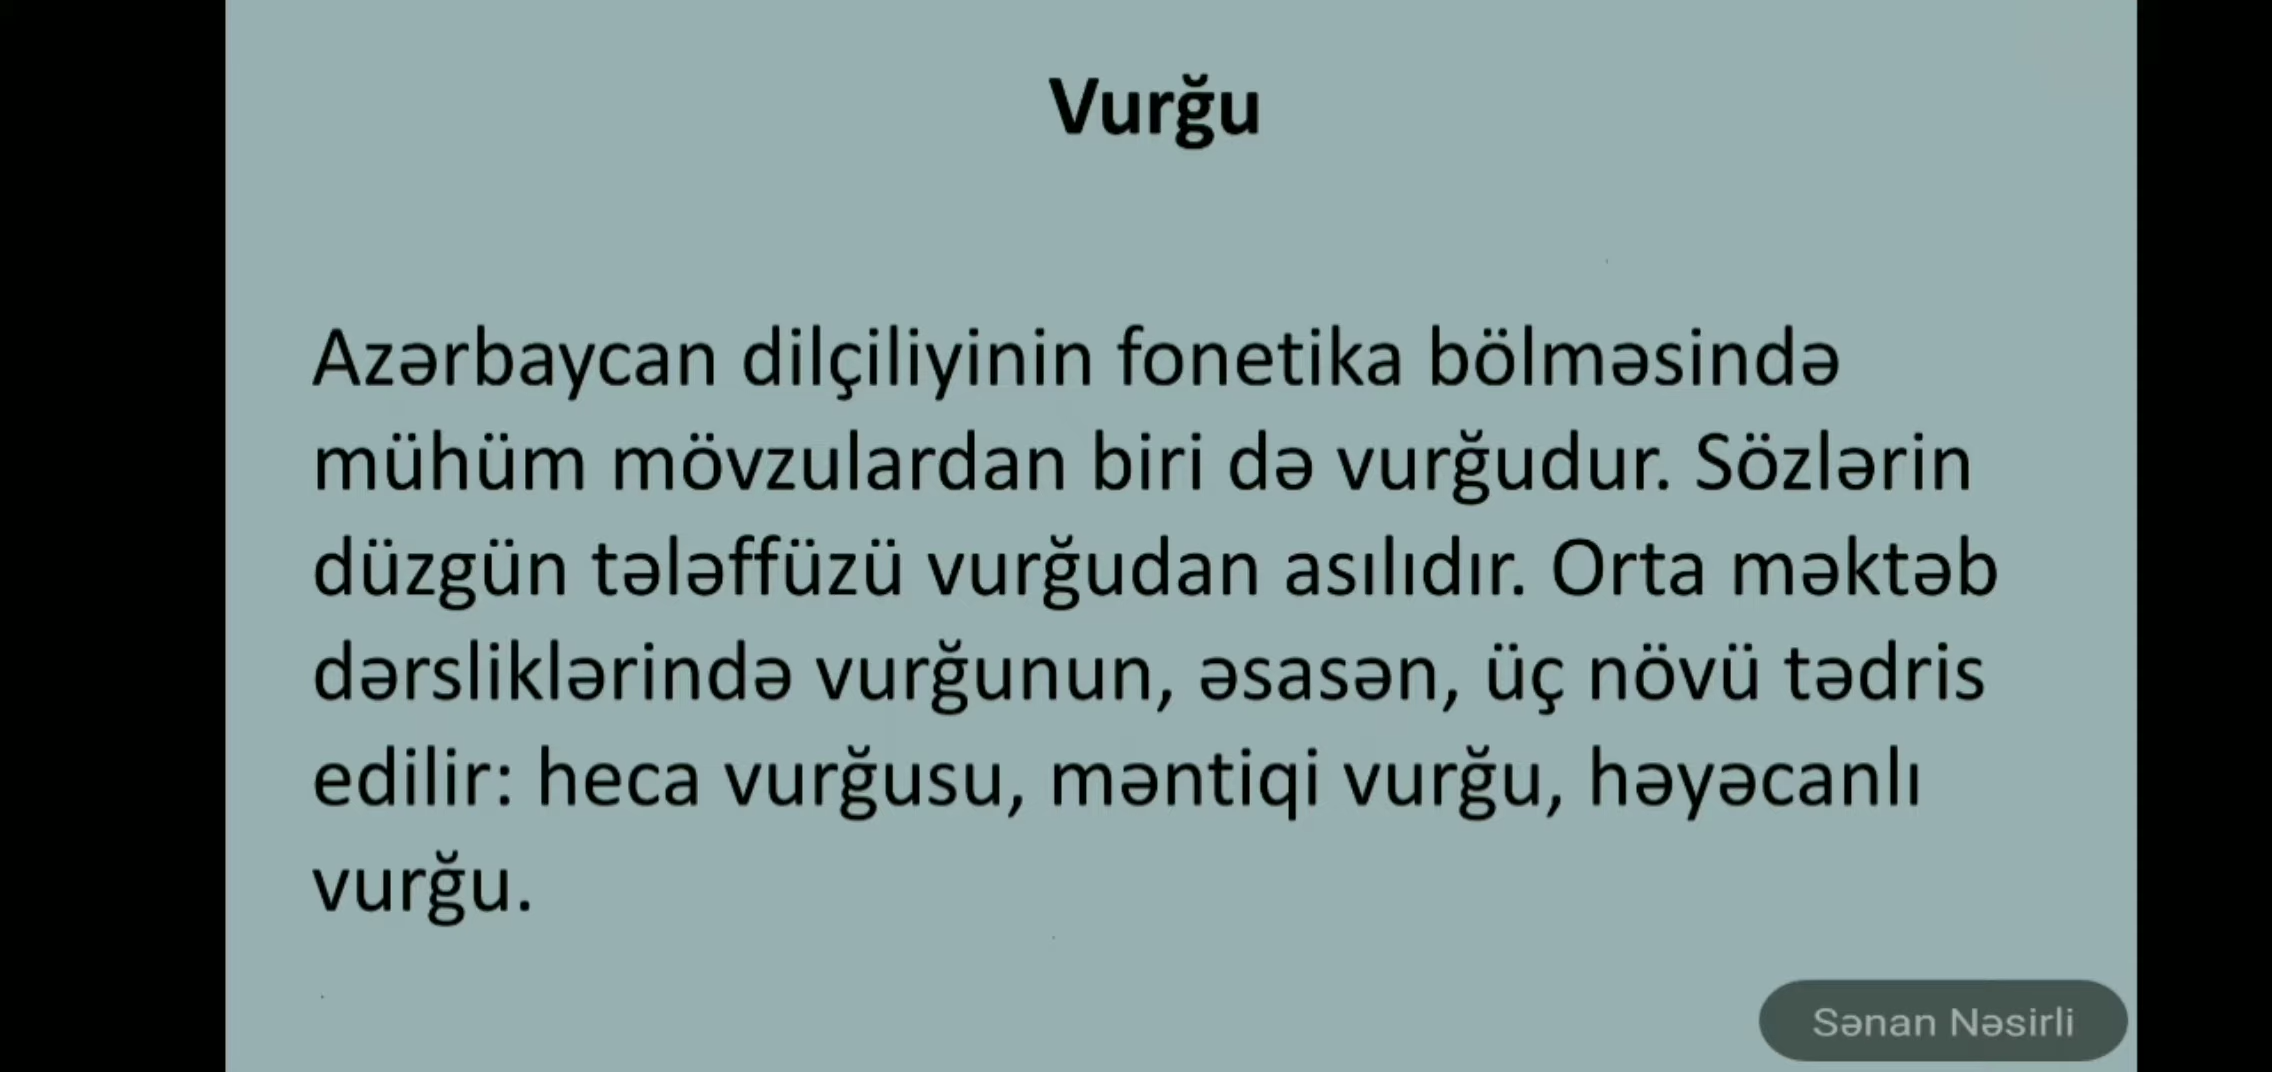 Vurğu
Azərbaycan dilçiliyinin fonetika bölməsində
mühüm mövzulardan biri də vurğudur. Sözlərin
düzgün tələffüzü vurğudan asılıdır. Orta məktəb
dərsliklərində vurğunun, əsasən, üç növü tədris
edilir: heca vurğusu, məntiqi vurğu, həyəcanlı
vurğu.
Sənan Nəsirli